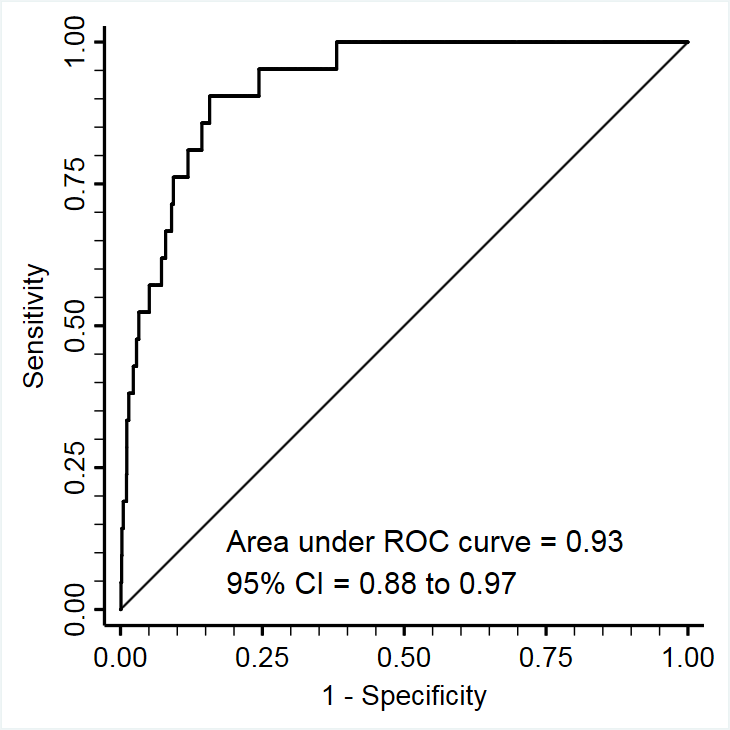 1.00
0.75
0.50
0.25
0.00
Sensitivity
Area under ROC curve = 0.93
95% CI = 0.88 to 0.97
0.00 0.25 0.50 0.75 1.00
1 - Specificity